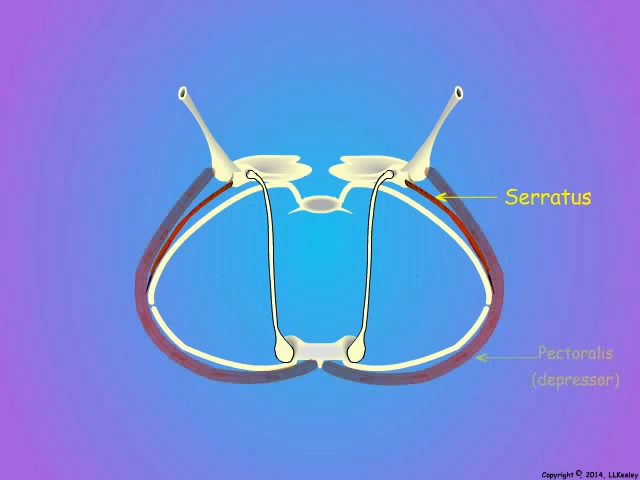 Serratus
Pectoralis
(depressor)
Copyright ©, 2014, LLKeeley